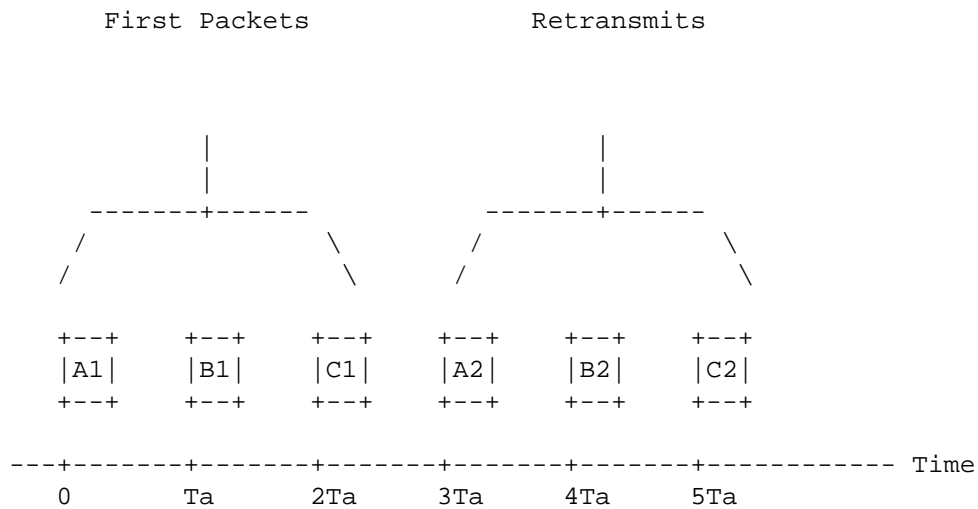 First Packets Retransmits
|A1| |B1| |C1| |A2| |B2| |C2|
Time
0 Ta 2Ta 3Ta 4Ta 5Ta